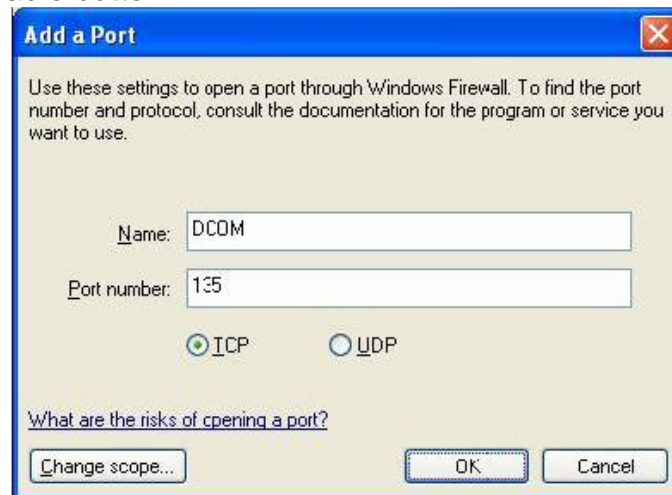 Add a Port
Use these settings to open a port through Windows Firewall. To find the port
number and protocol, consult the documentation for the program or service you
want to use.
Name: DCOM
Port number: 135
TCP UDP
What are the risks of opening a port?
Change scope... OK Cancel